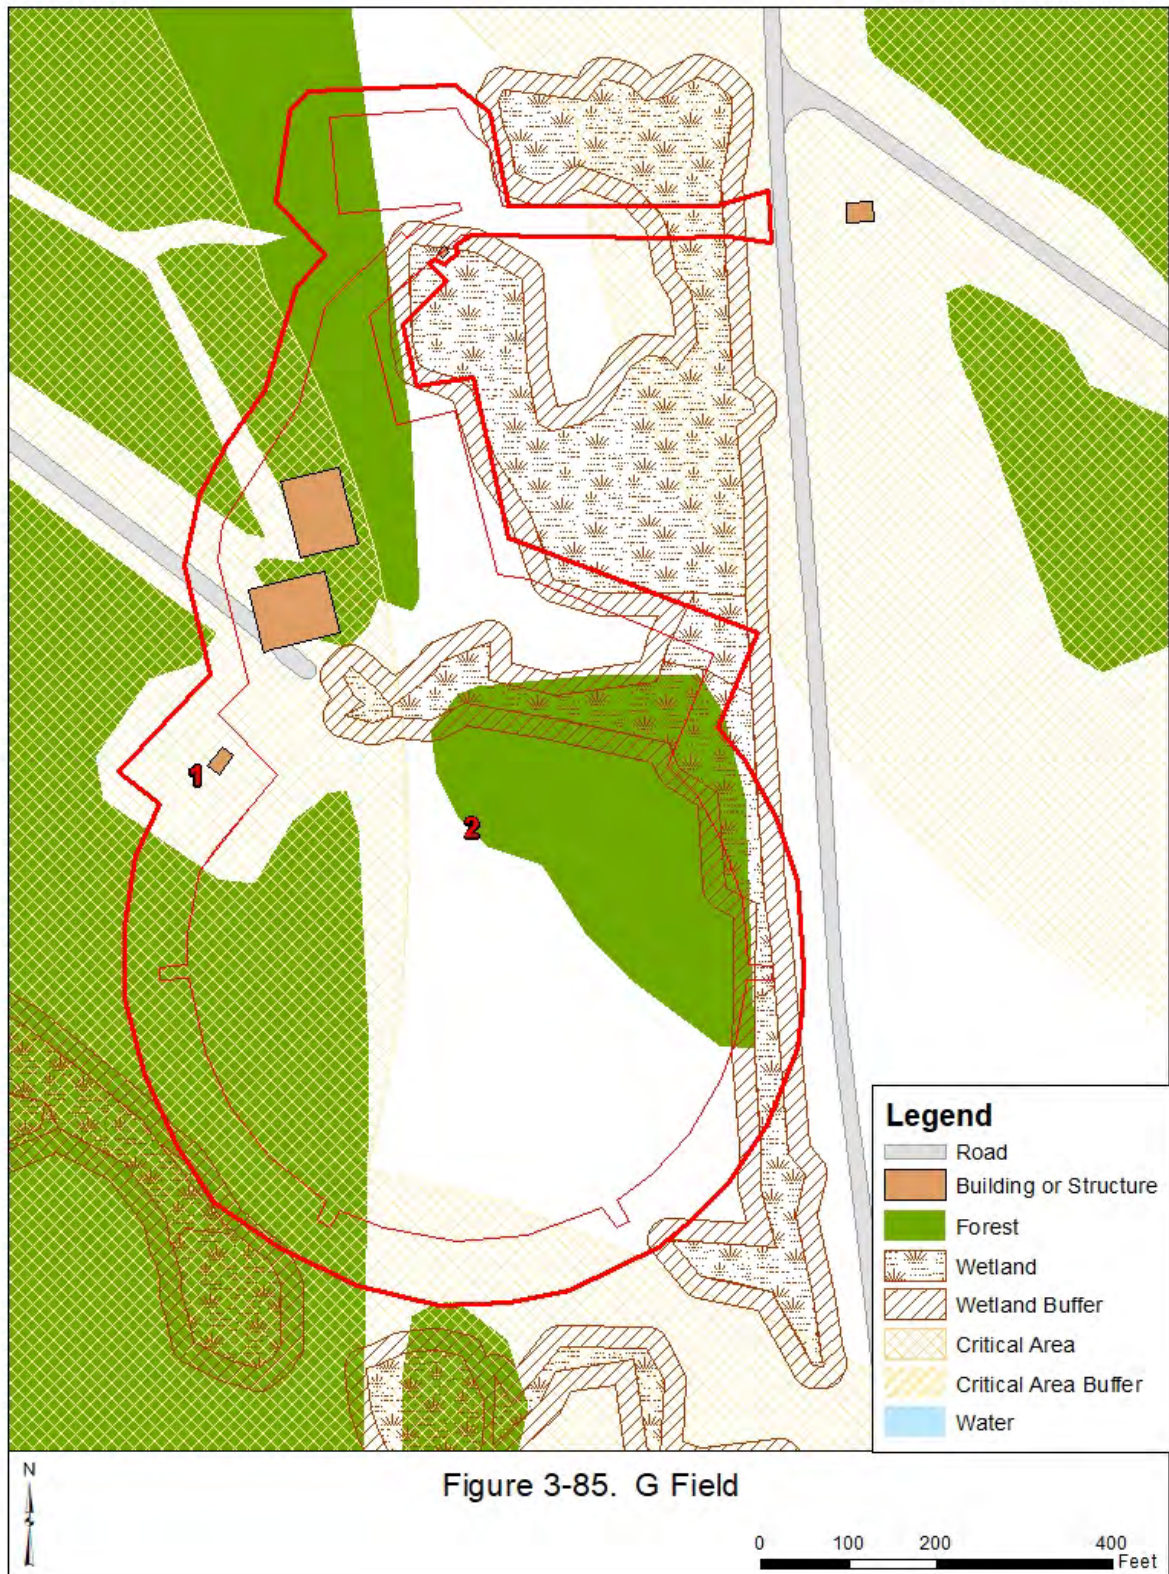 1
2
Legend
Road
Building or Structure
Forest
Wetland
Wetland Buffer
Critical Area
Critical Area Buffer
Water
Figure 3-85. G Field
N
0 100 200 400
Feet